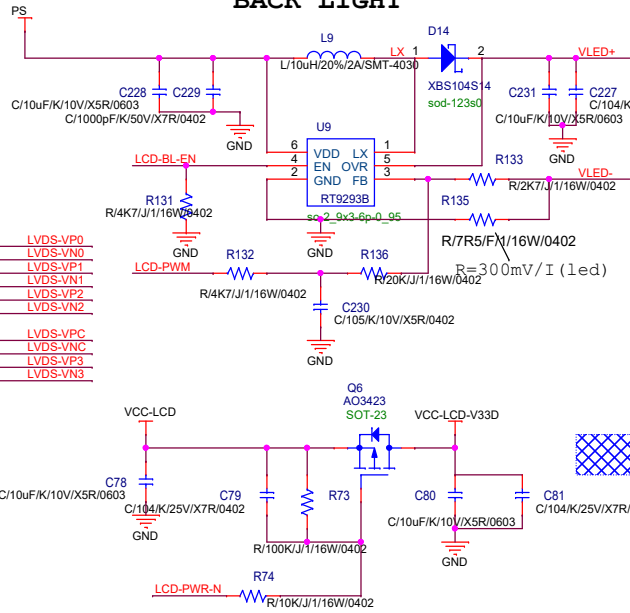 BACK LIGHT
PS
L9
L/10uH/20%/2A/SMT-4030
LX
1
D14
2
VLED+
XBS104S14
sod-123s0
C228
C229
C/10uF/K/10V/X5R/0603
C/1000pF/K/50V/X7R/0402
GND
C231
C227
C/104/K
C/10uF/K/10V/X5R/0603
GND
U9
6
VDD
LX
1
4
EN
OVR
5
2
GND
FB
3
RT9293B
so-2_9x3-6p-0_95
LCD-BL-EN
R131
R/4K7/J/1/16W/0402
GND
GND
R133
R/2K7/J/1/16W/0402
VLED-
R135
R/7R5/F/1/16W/0402
R=300mV/I(led)
LVDS-VP0
LVDS-VN0
LVDS-VP1
LVDS-VN1
LVDS-VP2
LVDS-VN2
LVDS-VPC
LVDS-VNC
LVDS-VP3
LVDS-VN3
LCD-PWM
R132
R/4K7/J/1/16W/0402
R136
R/20K/J/1/16W/0402
C230
C/105/K/10V/X5R/0402
GND
Q6
AO3423
SOT-23
VCC-LCD
VCC-LCD-V33D
C78
C/10uF/K/10V/X5R/0603
GND
C79
C/104/K/25V/X7R/0402
R73
R/100K/J/1/16W/0402
C80
C/10uF/K/10V/X5R/0603
GND
C81
C/104/K/25V/X7R/
LCD-PWR-N
R74
R/10K/J/1/16W/0402